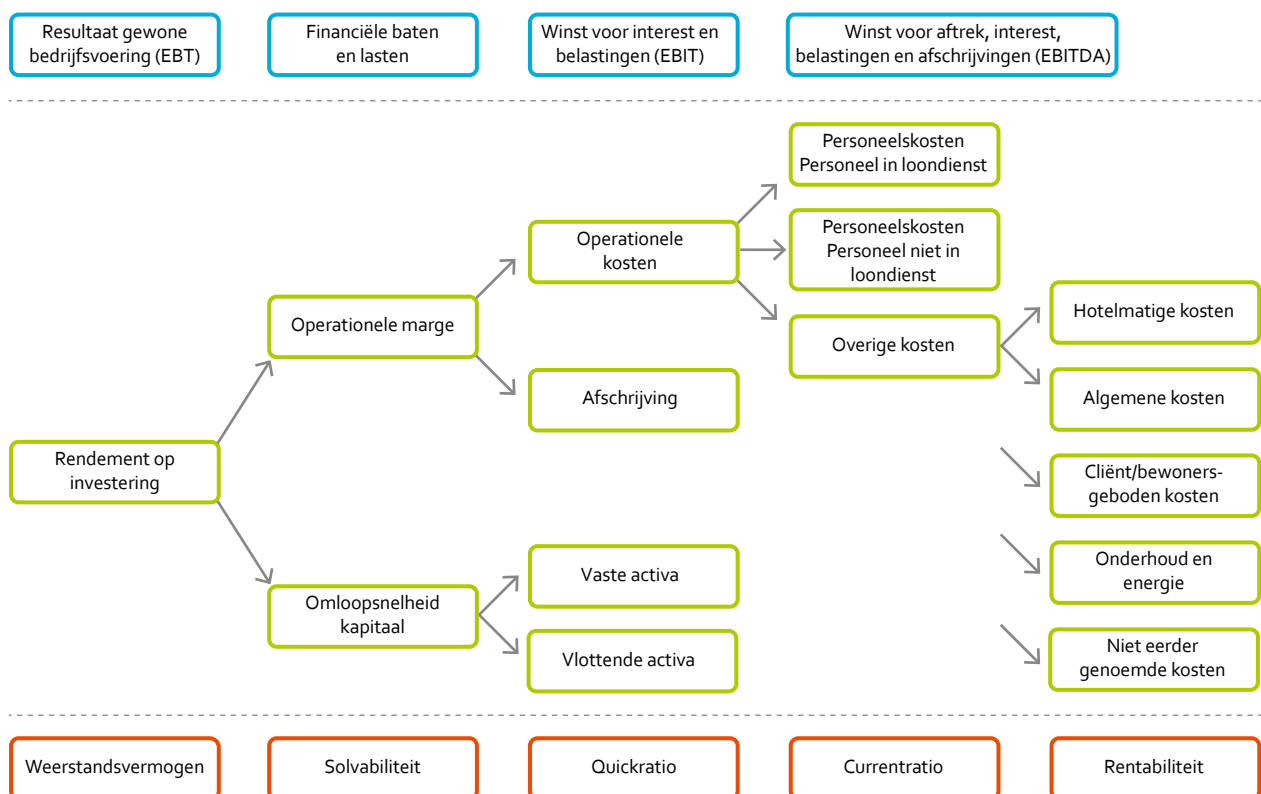 Resultaat gewone
bedrijfsvoering (EBT)
Financiële baten
en lasten
Winst voor interest en
belastingen (EBIT)
Winst voor aftrek, interest,
belastingen en afschrijvingen (EBITDA)
Personeelskosten
Personeel in loondienst
Operationele
kosten
Personeelskosten
Personeel niet in
loondienst
Operationele marge
Overige kosten
Hotelmatige kosten
Afschrijving
Algemene kosten
Rendement op
investering
Cliënt/bewoners-
geboden kosten
Vaste activa
Onderhoud en
energie
Omloopsnelheid
kapitaal
Vlottende activa
Niet eerder
genoemde kosten
Weerstandsvermogen
Solvabiliteit
Quickratio
Currentratio
Rentabiliteit